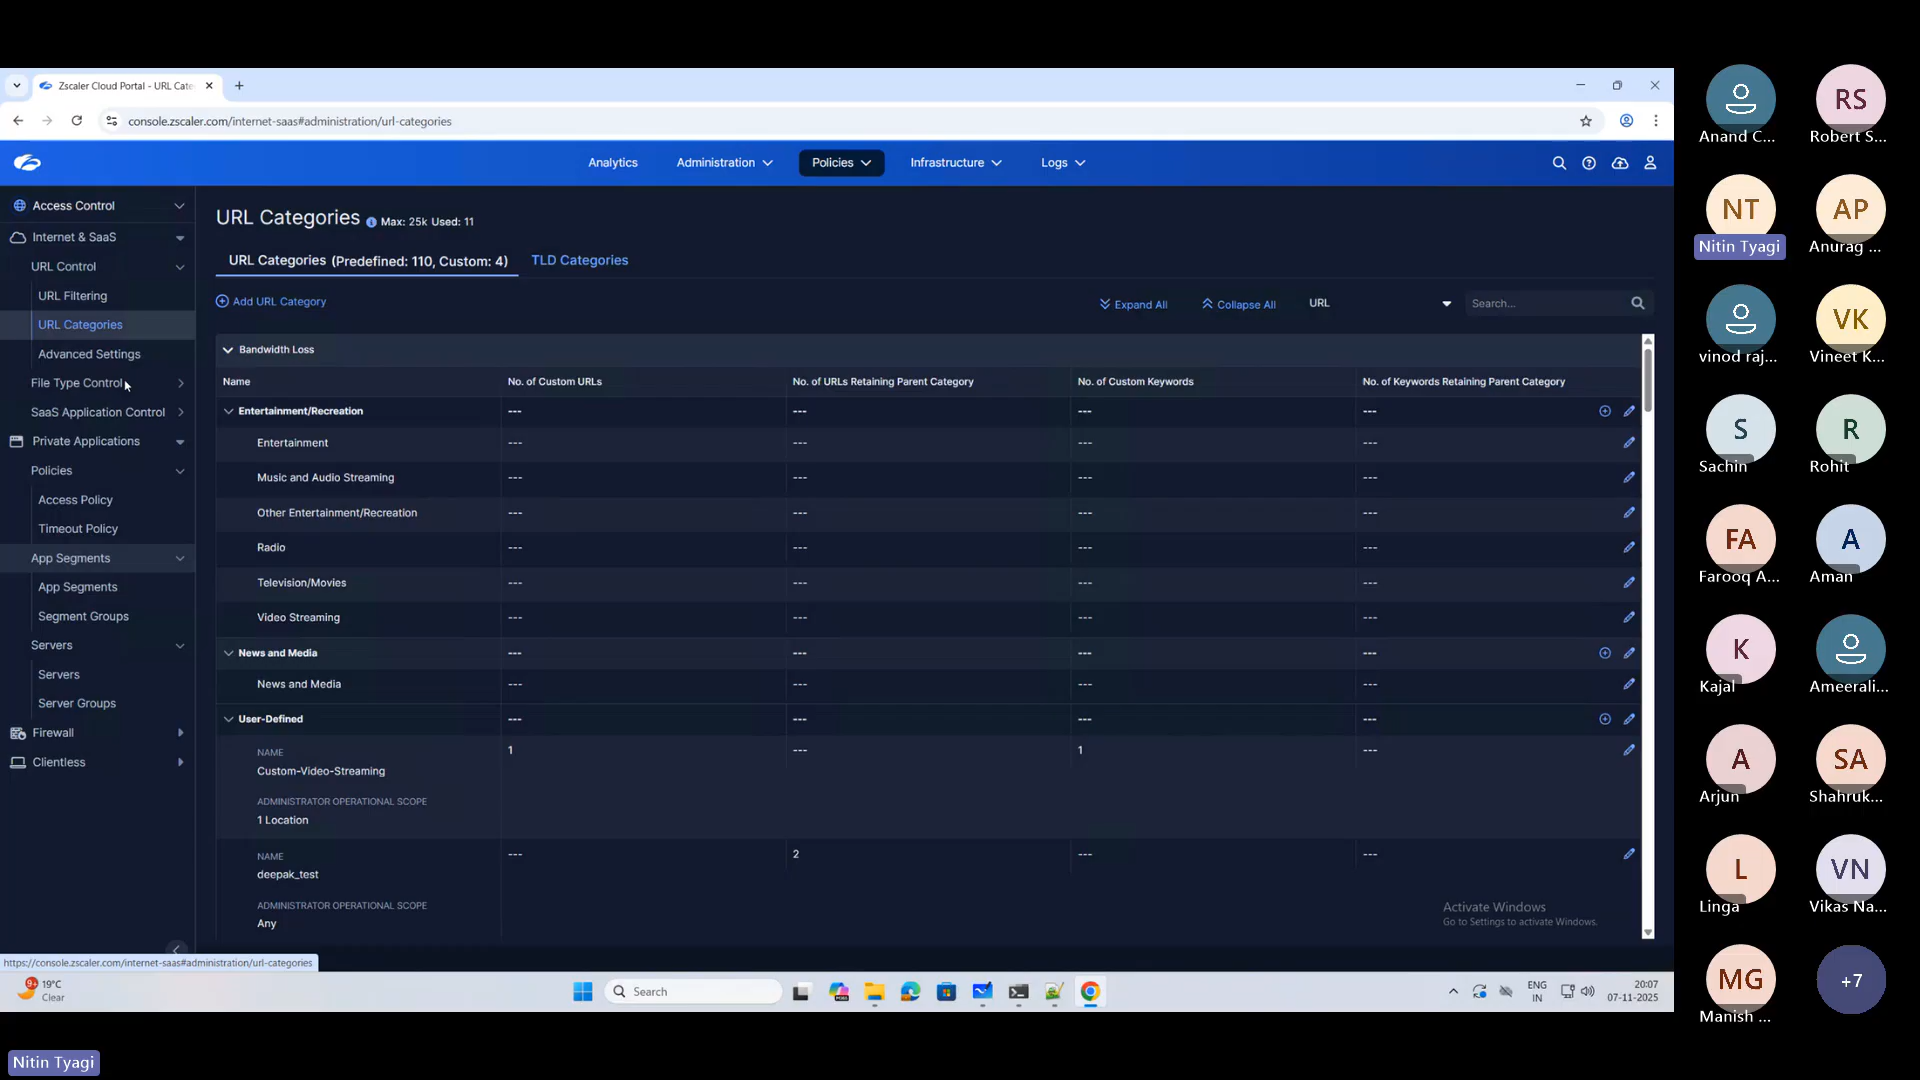 Zscaler Cloud Portal - URL Cate
console.zscaler.com/internet-saas#administration/url-categories
Analytics
Administration
Policies
Infrastructure
Logs
Access Control
Internet & SaaS
URL Control
URL Filtering
URL Categories
Advanced Settings
File Type Control
SaaS Application Control
Private Applications
Policies
Access Policy
Timeout Policy
App Segments
App Segments
Segment Groups
Servers
Servers
Server Groups
Firewall
Clientless
URL Categories Max: 25k Used: 11
URL Categories (Predefined: 110, Custom: 4) TLD Categories
Add URL Category
Expand All
Collapse All
URL
Search...
Bandwidth Loss
Name No. of Custom URLs No. of URLs Retaining Parent Category No. of Custom Keywords No. of Keywords Retaining Parent Category
Entertainment/Recreation --- --- --- ---
Entertainment --- --- --- ---
Music and Audio Streaming --- --- --- ---
Other Entertainment/Recreation --- --- --- ---
Radio --- --- --- ---
Television/Movies --- --- --- ---
Video Streaming --- --- --- ---
News and Media --- --- --- ---
News and Media --- --- --- ---
User-Defined --- --- --- ---
NAME 1 --- 1 ---
Custom-Video-Streaming
ADMINISTRATOR OPERATIONAL SCOPE
1 Location
NAME --- 2 --- ---
deepak_test
ADMINISTRATOR OPERATIONAL SCOPE
Any
Activate Windows
Go to Settings to activate Windows.
https://console.zscaler.com/internet-saas#administration/url-categories
9+
19°C
Clear
Search
ENG
IN
20:07
07-11-2025
Anand C...
RS
Robert S...
NT
Nitin Tyagi
AP
Anurag ...
vinod raj...
VK
Vineet K...
S
Sachin
R
Rohit
FA
Farooq A...
A
Aman
K
Kajal
Ameerali...
A
Arjun
SA
Shahruk...
L
Linga
VN
Vikas Na...
MG
Manish ...
+7
Nitin Tyagi